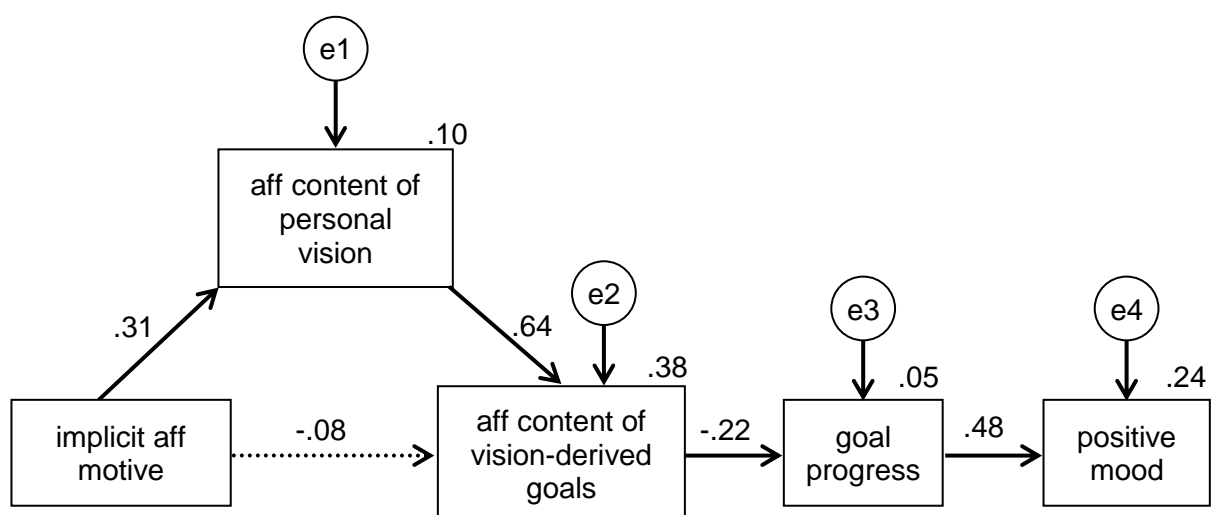 e1
.10
aff content of
personal
vision
e2
.31
.64
e3
e4
.38
.05
.24
implicit aff
motive
-.08
aff content of
vision-derived
goals
-.22
goal
progress
.48
positive
mood